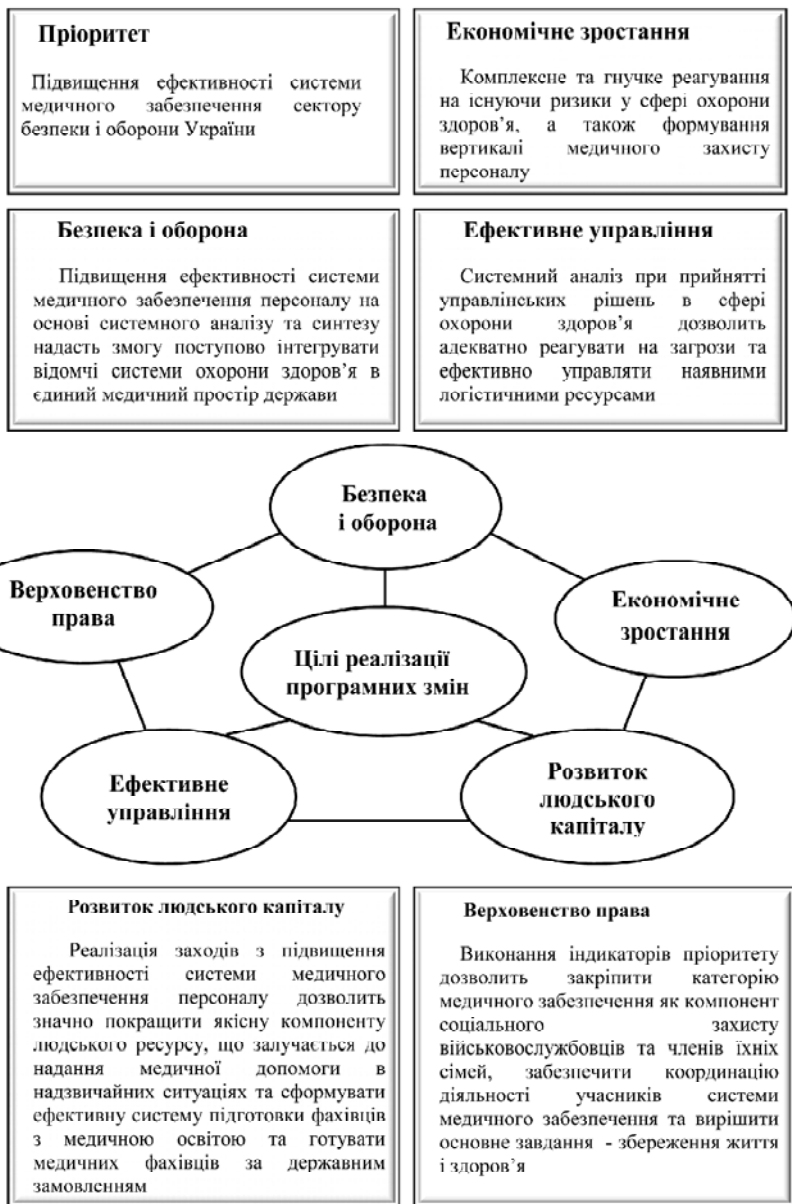 Пріоритет
Підвищення ефективності системи
медичного забезпечення сектору
безпеки і оборони України
Економічне зростання
Комплексне та гнучке реагування
на існуючи ризики у сфері охорони
здоров’я, а також формування
вертикалі медичного захисту
персоналу
Безпека і оборона
Підвищення ефективності системи
медичного забезпечення персоналу на
основі системного аналізу та синтезу
надасть змогу поступово інтегрувати
відомчі системи охорони здоров’я в
єдиний медичний простір держави
Ефективне управління
Системний аналіз при прийнятті
управлінських рішень в сфері
охорони здоров’я дозволить
адекватно реагувати на загрози та
ефективно управляти наявними
логістичними ресурсами
Безпека
і оборона
Верховенство
права
Економічне
зростання
Цілі реалізації
програмних змін
Ефективне
управління
Розвиток
людського
капіталу
Розвиток людського капіталу
Реалізація заходів з підвищення
ефективності системи медичного
забезпечення персоналу дозволить
значно покращити якісну компоненту
людського ресурсу, що залучається до
надання медичної допомоги в
надзвичайних ситуаціях та сформувати
ефективну систему підготовки фахівців
з медичною освітою та готувати
медичних фахівців за державним
замовленням
Верховенство права
Виконання індикаторів пріоритету
дозволить закріпити категорію
медичного забезпечення як компонент
соціального захисту
військовослужбовців та членів їхніх
сімей, забезпечити координацію
діяльності учасників системи
медичного забезпечення та вирішити
основне завдання - збереження життя
і здоров’я